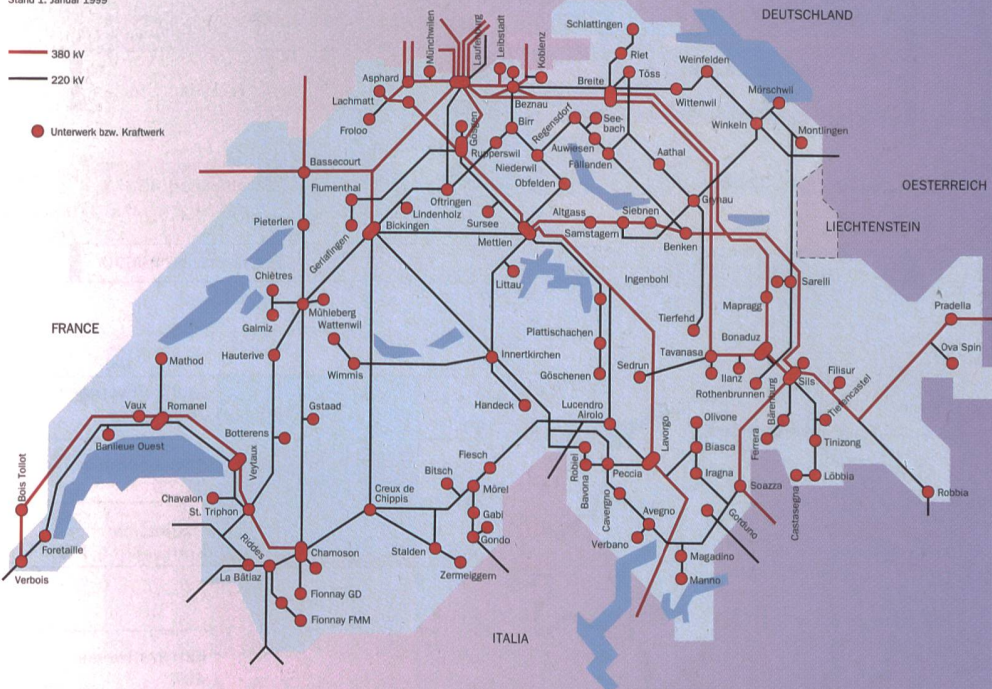 Stand 1. Januar 1999
380 kV
220 kV
Unterwerk bzw. Kraftwerk
DEUTSCHLAND
OESTERREICH
LIECHTENSTEIN
FRANCE
ITALIA
Schlattingen
Münchwilen
Laufenburg
Leibstadt
Koblenz
Riet
Töss
Weinfelden
Asphard
Breite
Mörschwil
Lachmatt
Beznau
Wittenwil
Froloo
Gösgen
Birr
Regensdorf
See-
bach
Winkeln
Montlingen
Rupperswil
Auwiesen
Bassecourt
Niederwil
Fällanden
Aathal
Flumenthal
Obfelden
Oftringen
Grynau
Lindenholz
Altgass
Siebnen
Pieterlen
Bickingen
Sursee
Samstagern
Gerlafingen
Mettlen
Benken
Chiètres
Littau
Ingenbohl
Sarelli
Mapragg
Pradella
Mühleberg
Galmiz
Wattenwil
Plattischachen
Tierfehd
Bonaduz
Ova Spin
Mathod
Hauterive
Innertkirchen
Tavanasa
Wimmis
Göschenen
Sedrun
Ilanz
Sils
Filisur
Rothenbrunnen
Vaux
Romanel
Gstaad
Handeck
Lucendro
Airolo
Olivone
Bärenburg
Tiefencastel
Banlieue Ouest
Botterens
Lavorgo
Biasca
Ferrera
Tinizong
Veytaux
Fiesch
Bois Tollot
Bitsch
Robiei
Peccia
Iragna
Löbbia
Chavalon
Creux de
Chippis
Mörel
Bavona
Soazza
Castasegna
Robbia
St. Triphon
Cavergno
Gabi
Avegno
Gorduno
Foretaille
Riddes
Chamoson
Stalden
Gondo
Verbano
Verbois
La Bâtiaz
Zermeiggern
Magadino
Manno
Fionnay GD
Fionnay FMM